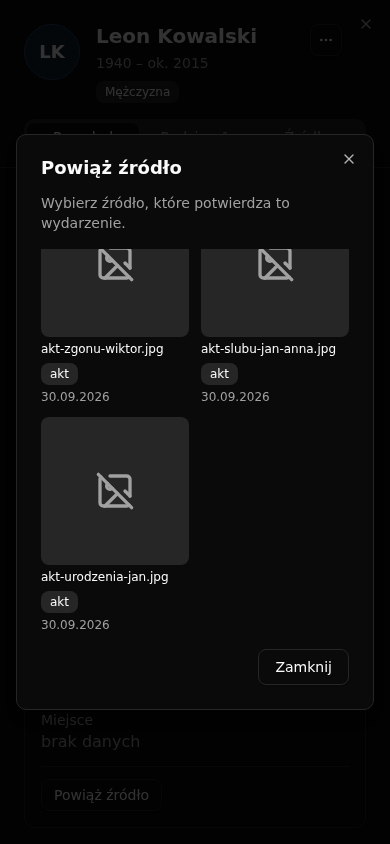 LK
Leon Kowalski
1940 – ok. 2015
Mężczyzna
Powiąż źródło
Wybierz źródło, które potwierdza to
wydarzenie.
akt-zgonu-wiktor.jpg
akt-slubu-jan-anna.jpg
akt
akt
30.09.2026
30.09.2026
akt-urodzenia-jan.jpg
akt
30.09.2026
Zamknij
Miejsce
brak danych
Powiąż źródło